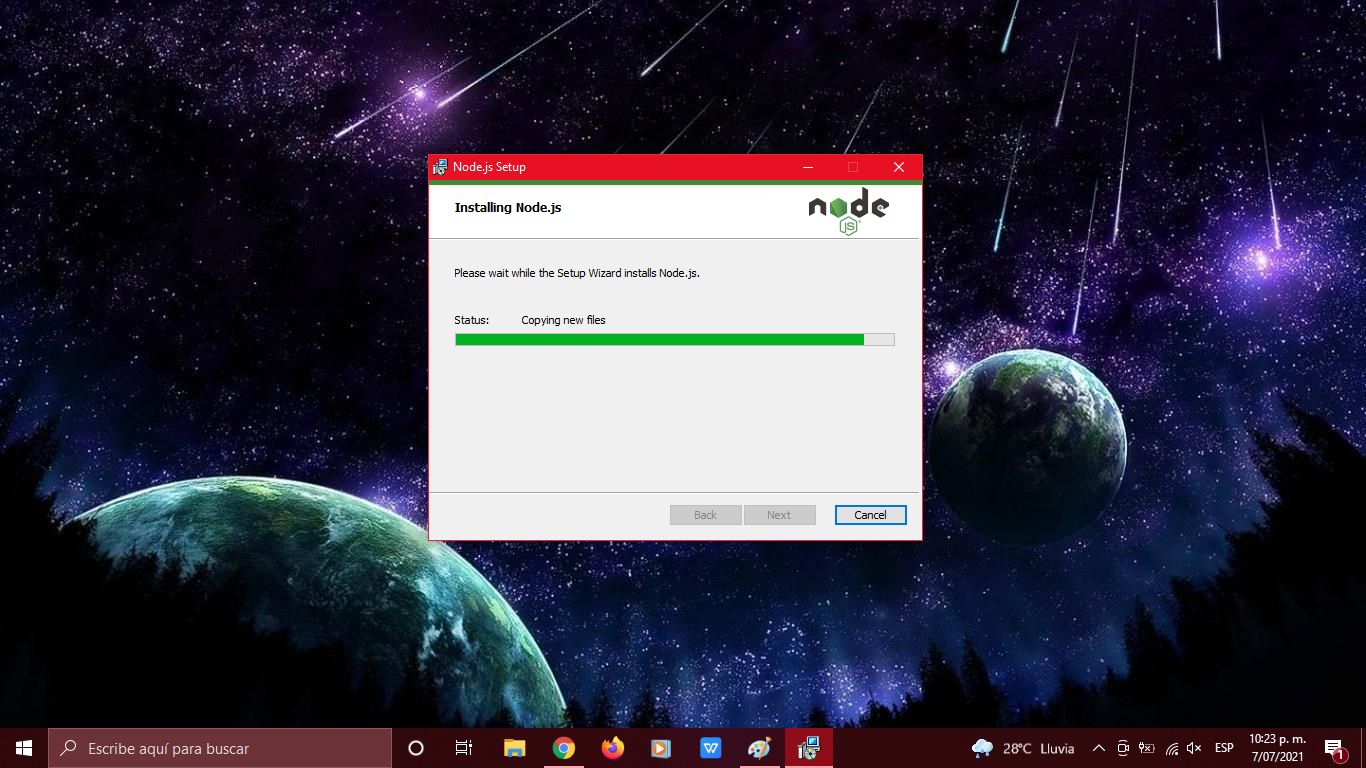 Node.js Setup
Installing Node.js
node
JS
Please wait while the Setup Wizard installs Node.js.
Status: Copying new files
Back Next Cancel
Escribe aquí para buscar
W
28°C Lluvia
ESP
10:23 p. m.
7/07/2021
1